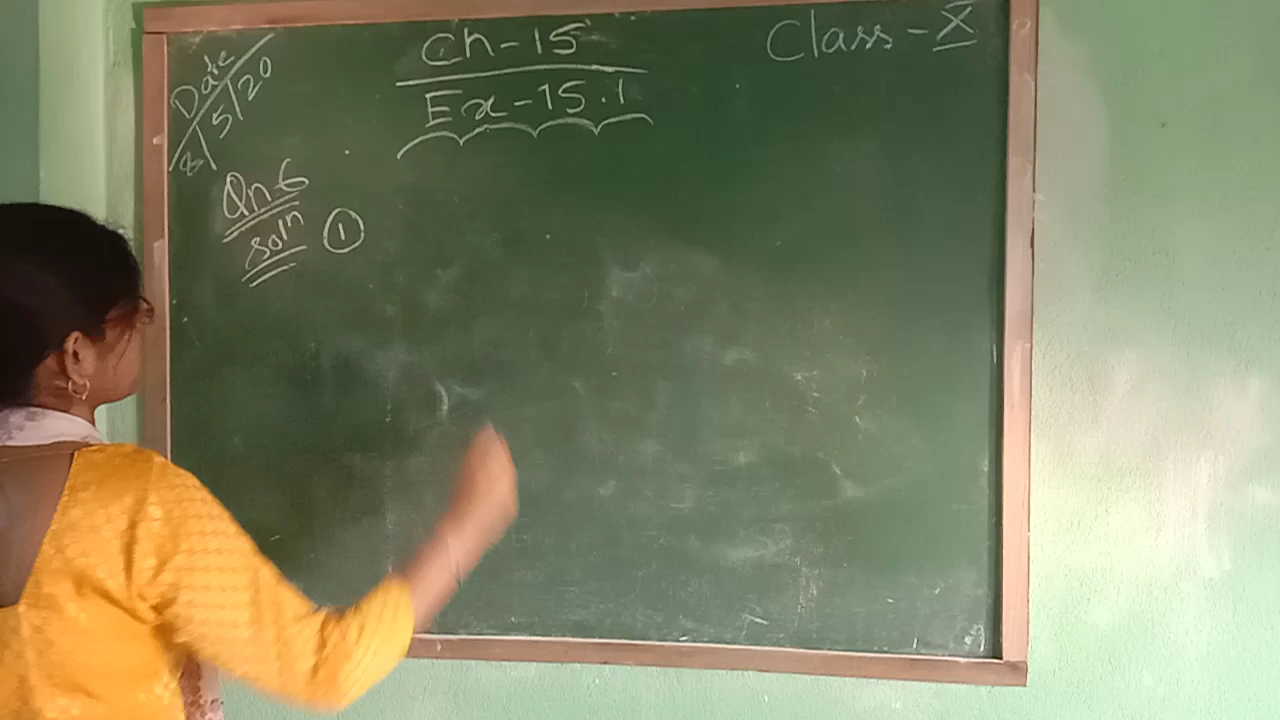 Ch-15
Class-X
Date
8/5/20
Ex-15.1
Qn.6
Soln ①